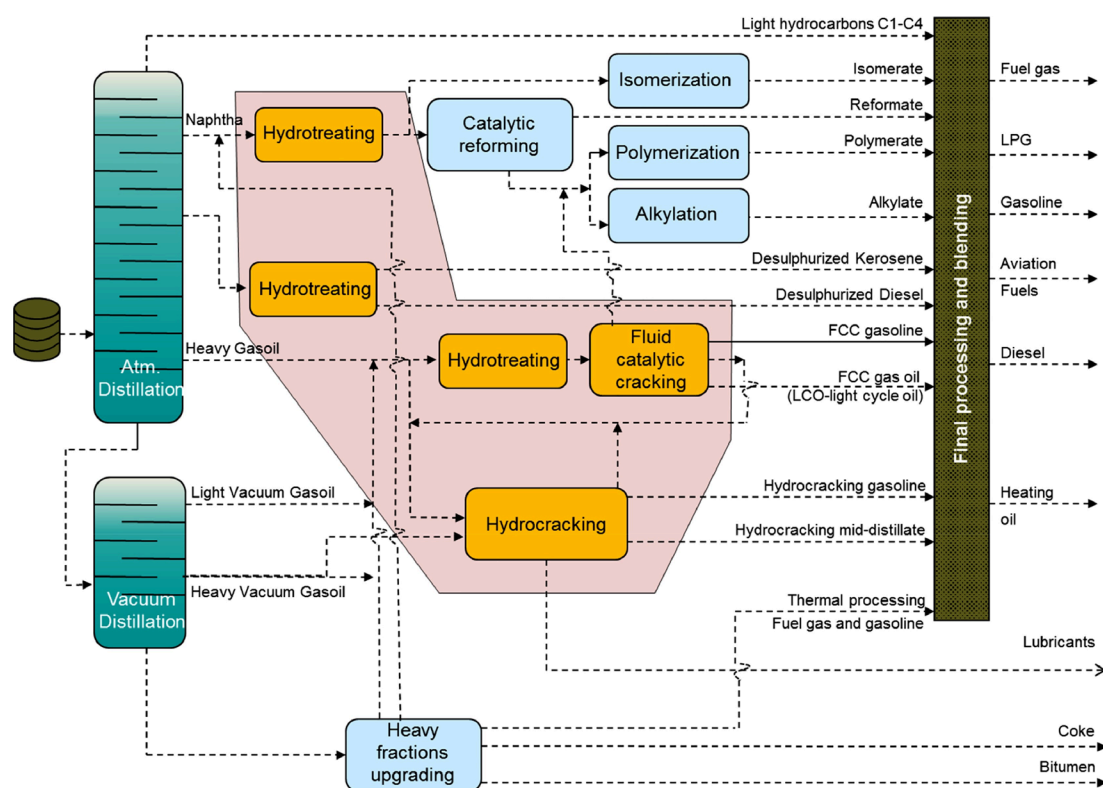 Light hydrocarbons C1-C4
Isomerization
Isomerate
Fuel gas
Reformate
Naphtha
Hydrotreating
Catalytic
reforming
Polymerization
Polymerate
LPG
Alkylation
Alkylate
Gasoline
Desulphurized Kerosene
Aviation
Fuels
Hydrotreating
Desulphurized Diesel
FCC gasoline
Heavy Gasoil
Hydrotreating
Fluid
catalytic
cracking
Diesel
Atm.
Distillation
FCC gas oil
(LCO-light cycle oil)
Final processing and blending
Light Vacuum Gasoil
Hydrocracking gasoline
Heating
oil
Hydrocracking
Hydrocracking mid-distillate
Heavy Vacuum Gasoil
Vacuum
Distillation
Thermal processing
Fuel gas and gasoline
Lubricants
Heavy
fractions
upgrading
Coke
Bitumen